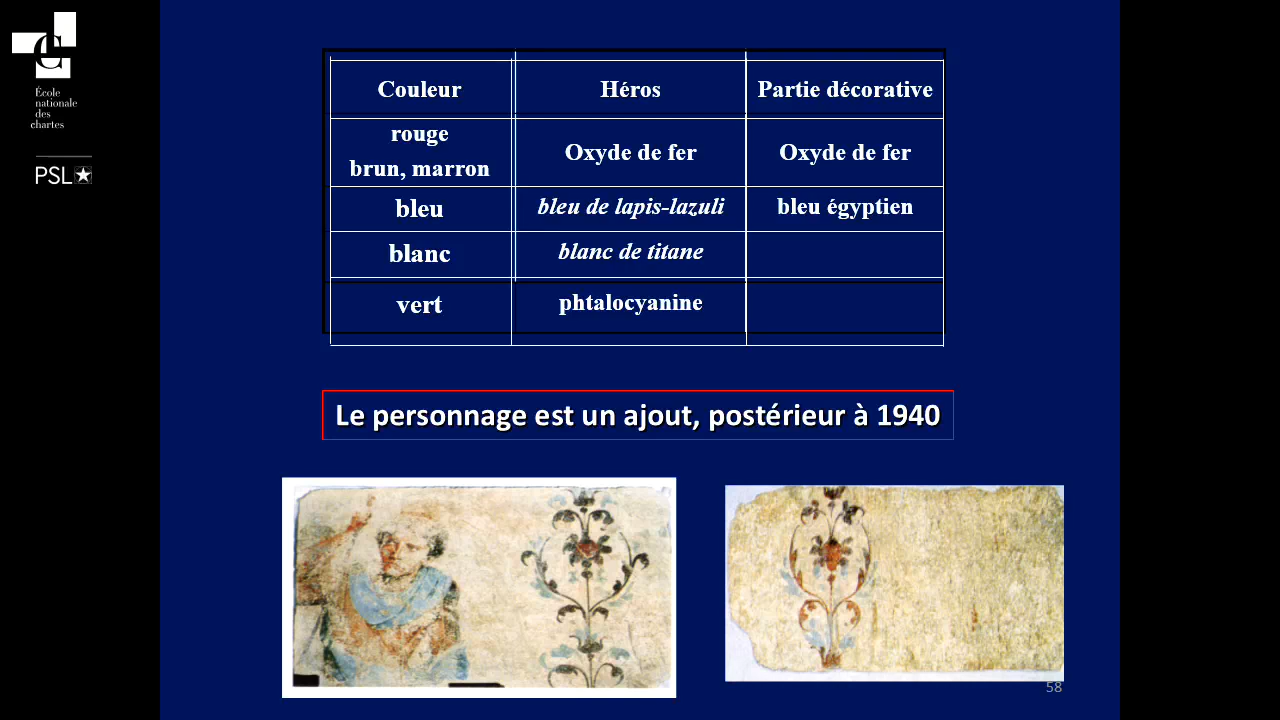 École
nationale
des
chartes
PSL
Couleur Héros Partie décorative
rouge
brun, marron Oxyde de fer Oxyde de fer
bleu bleu de lapis-lazuli bleu égyptien
blanc blanc de titane
vert phtalocyanine
Le personnage est un ajout, postérieur à 1940
58